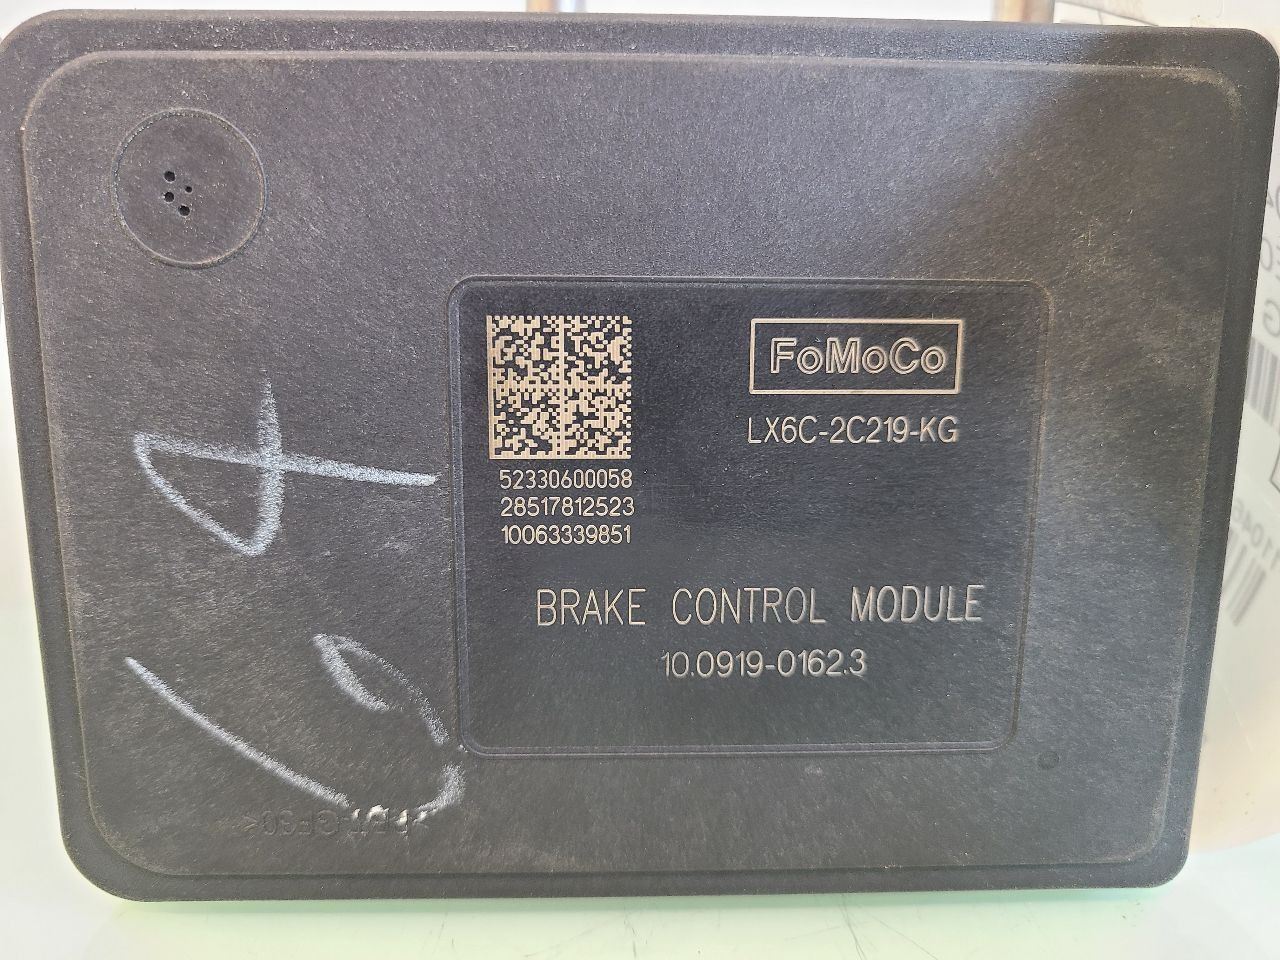 FoMoCo
LX6C-2C219-KG
52330600058
28517812523
10063339851
BRAKE CONTROL MODULE
10.0919-0162.3